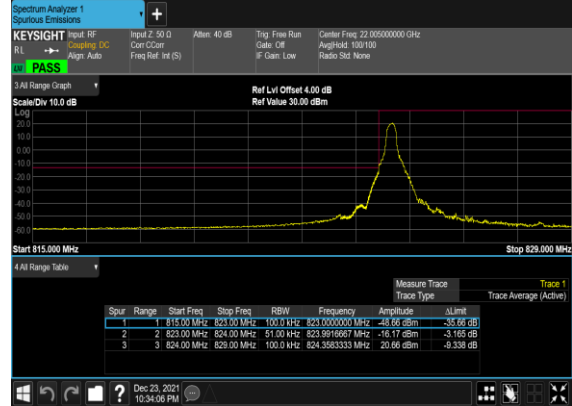 Spectrum Analyzer 1
Spurious Emissions
KEYSIGHT Input: RF Input Z: 50 Ω Atten: 40 dB Trig: Free Run Center Freq: 22.005000000 GHz
RL Coupling: DC Corr CCorr Gate: Off Avg|Hold: 100/100
Align: Auto Freq Ref: Int (S) IF Gain: Low Radio Std: None
PASS
3 All Range Graph
Ref Lvl Offset 4.00 dB
Scale/Div 10.0 dB Ref Value 30.00 dBm
Log
20.0
10.0
0.00
-10.0
-20.0
-30.0
-40.0
-50.0
-60.0
Start 815.000 MHz Stop 829.000 MHz
4 All Range Table
Measure Trace Trace 1
Trace Type Trace Average (Active)
Spur Range Start Freq Stop Freq RBW Frequency Amplitude ΔLimit
1 1 815.00 MHz 823.00 MHz 100.0 kHz 823.0000000 MHz -48.66 dBm -35.66 dB
2 2 823.00 MHz 824.00 MHz 51.00 kHz 823.9916667 MHz -16.17 dBm -3.165 dB
3 3 824.00 MHz 829.00 MHz 100.0 kHz 824.3583333 MHz 20.66 dBm -9.338 dB
Dec 23, 2021
10:34:06 PM